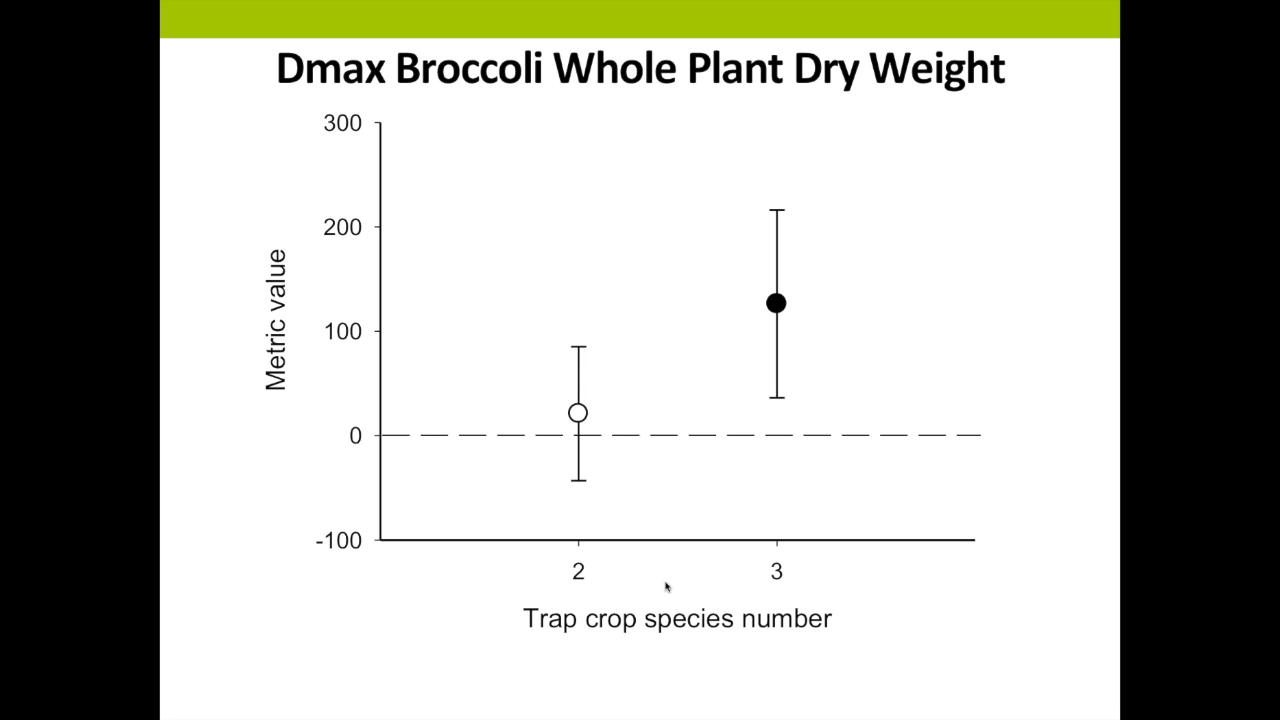 Dmax Broccoli Whole Plant Dry Weight
300
200
100
0
-100
Metric value
2
3
Trap crop species number